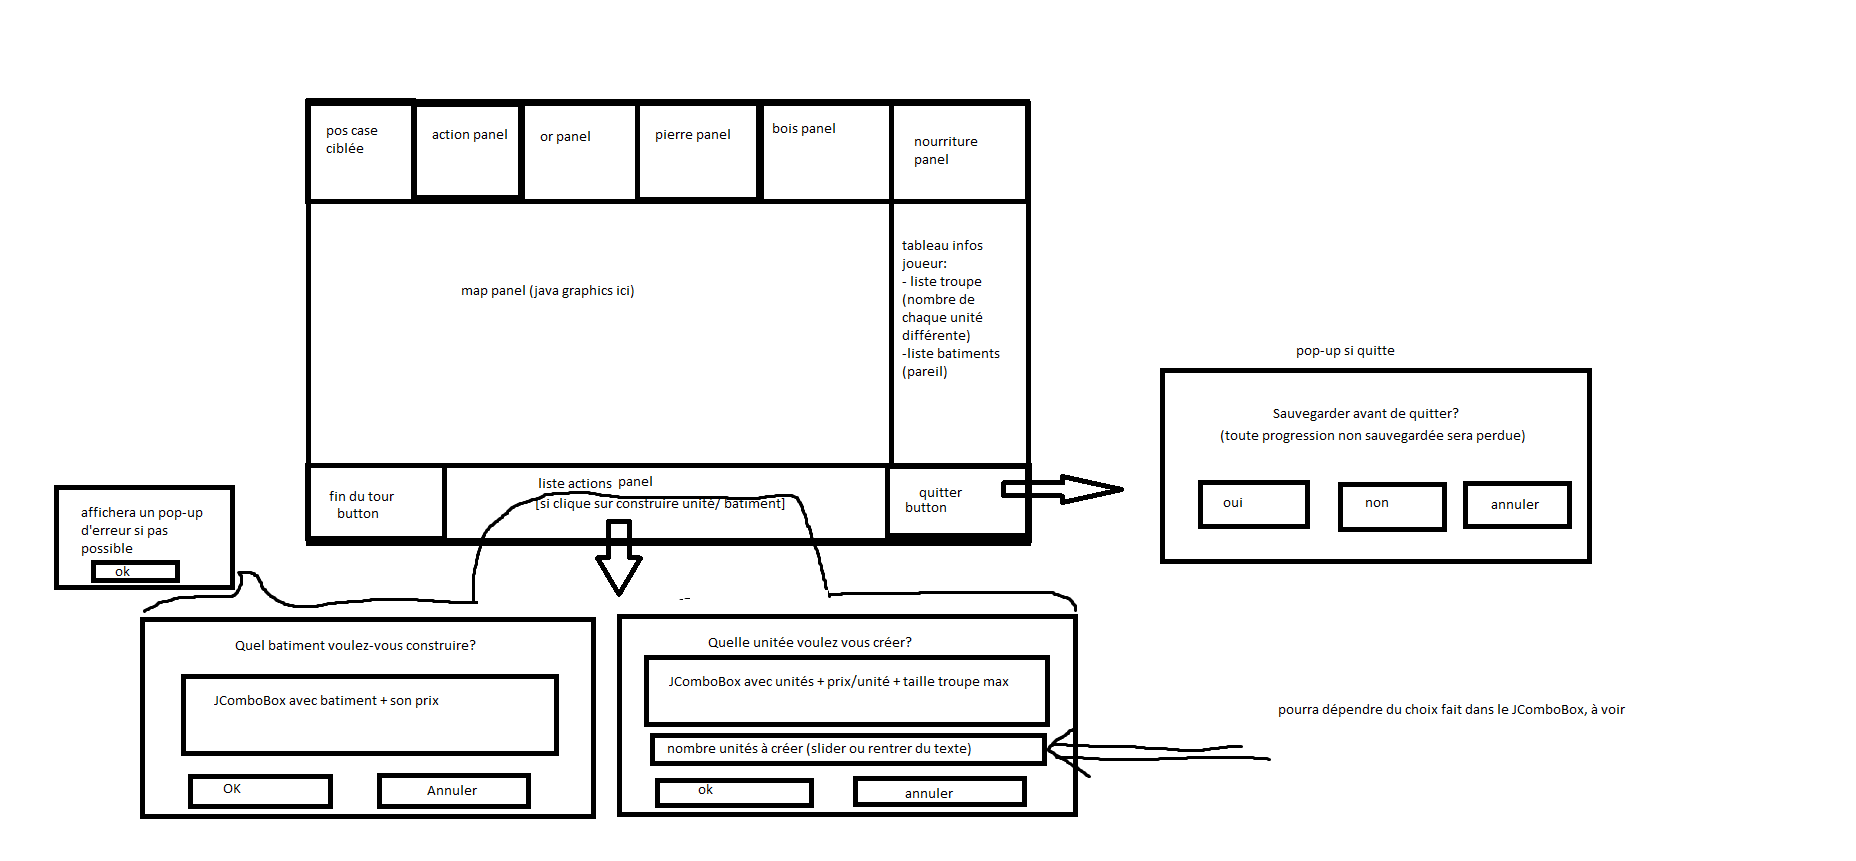 pos case
ciblée
action panel
or panel
pierre panel
bois panel
nourriture
panel
map panel (java graphics ici)
tableau infos
joueur:
- liste troupe
(nombre de
chaque unité
différente)
-liste batiments
(pareil)
fin du tour
button
liste actions panel
[si clique sur construire unité/ batiment]
quitter
button
pop-up si quitte
Sauvegarder avant de quitter?
(toute progression non sauvegardée sera perdue)
oui
non
annuler
affichera un pop-up
d'erreur si pas
possible
ok
Quel batiment voulez-vous construire?
JComboBox avec batiment + son prix
OK
Annuler
Quelle unitée voulez vous créer?
JComboBox avec unités + prix/unité + taille troupe max
nombre unités à créer (slider ou rentrer du texte)
ok
annuler
pourra dépendre du choix fait dans le JComboBox, à voir